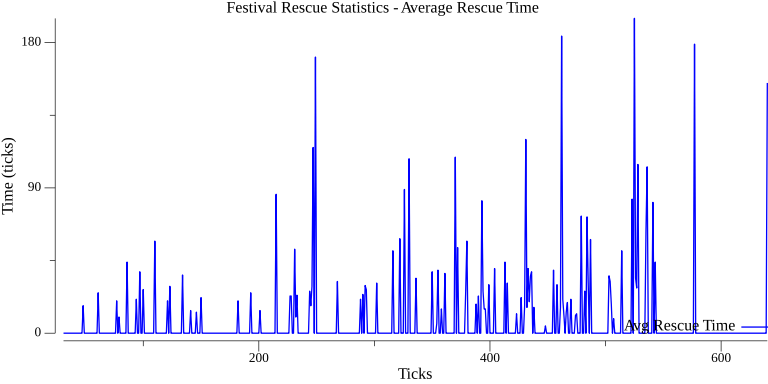 Festival Rescue Statistics - Average Rescue Time
180
90
0
Time (ticks)
Avg Rescue Time
200
400
600
Ticks